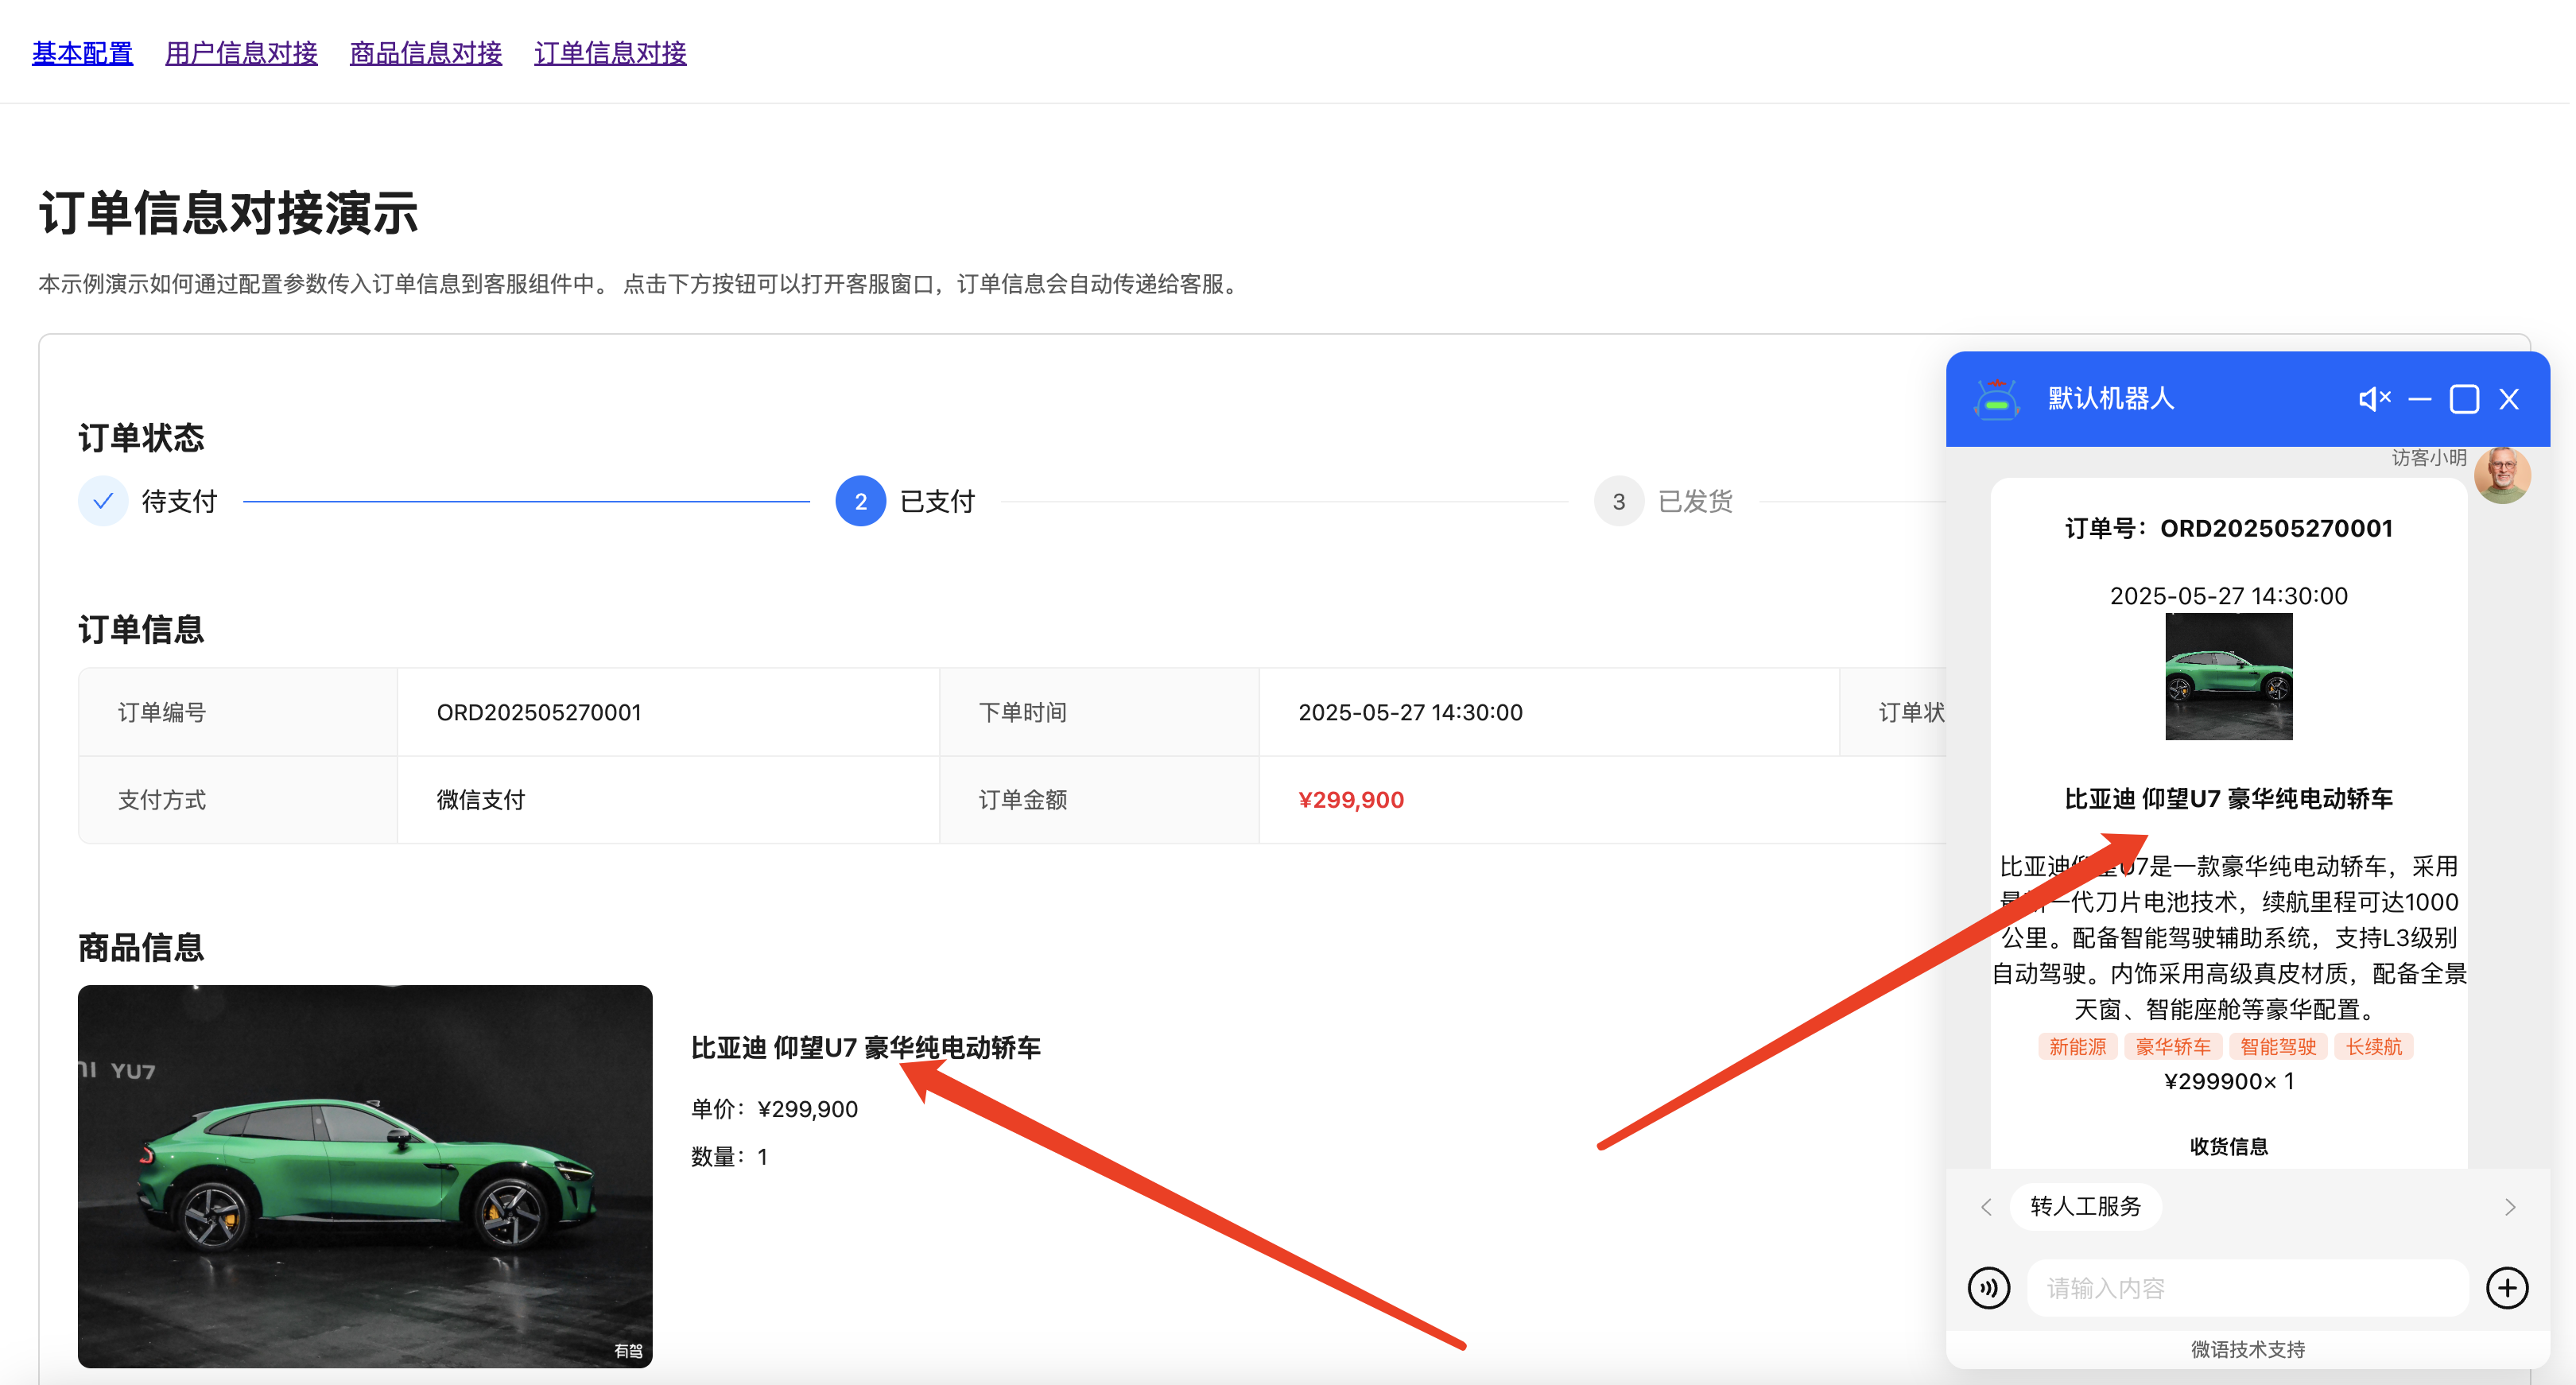 基本配置 用户信息对接 商品信息对接 订单信息对接
订单信息对接演示
本示例演示如何通过配置参数传入订单信息到客服组件中。 点击下方按钮可以打开客服窗口，订单信息会自动传递给客服。
订单状态
待支付 2 已支付 3 已发货
订单信息
订单编号 ORD202505270001 下单时间 2025-05-27 14:30:00 订单状
支付方式 微信支付 订单金额 ¥299,900
商品信息
YU7
有驾
比亚迪 仰望U7 豪华纯电动轿车
单价：¥299,900
数量：1
默认机器人
访客小明
订单号：ORD202505270001
2025-05-27 14:30:00
比亚迪 仰望U7 豪华纯电动轿车
比亚迪仰望U7是一款豪华纯电动轿车，采用
最新一代刀片电池技术，续航里程可达1000
公里。配备智能驾驶辅助系统，支持L3级别
自动驾驶。内饰采用高级真皮材质，配备全景
天窗、智能座舱等豪华配置。
新能源 豪华轿车 智能驾驶 长续航
¥299900× 1
收货信息
转人工服务
请输入内容
微语技术支持